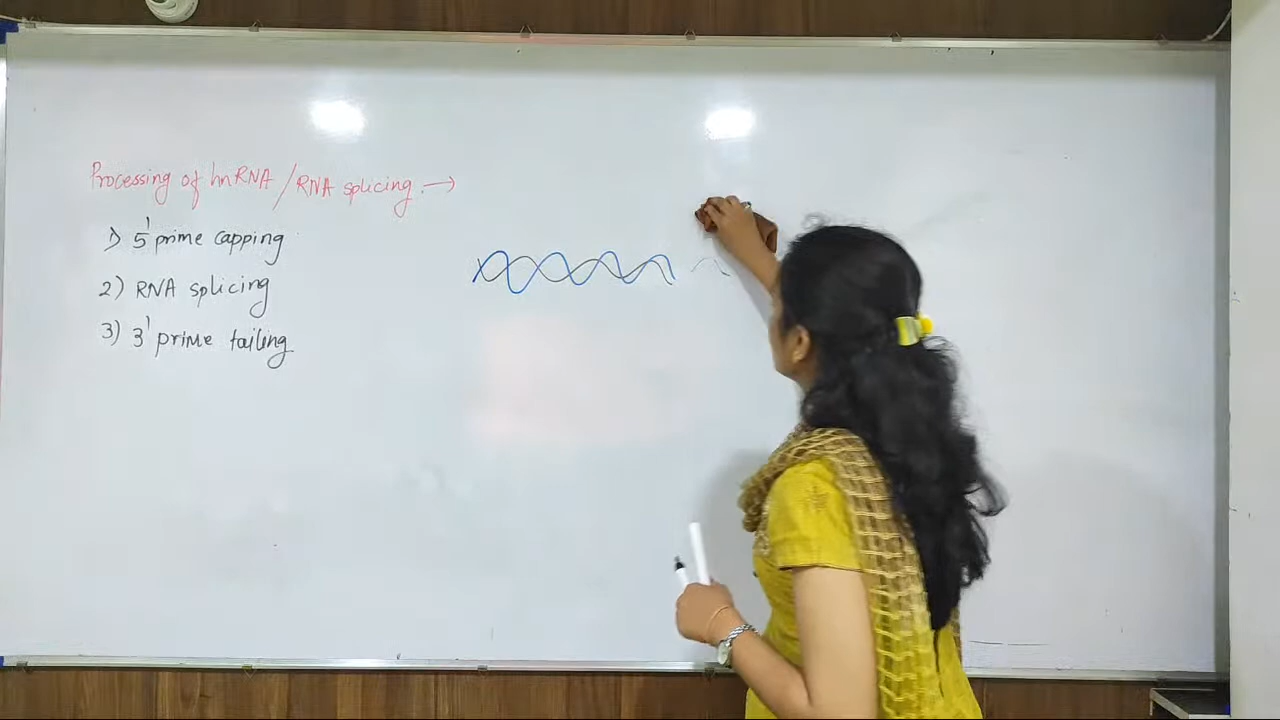 Processing of hnRNA / RNA splicing. →
1) 5' prime capping
2) RNA splicing
3) 3' prime tailing